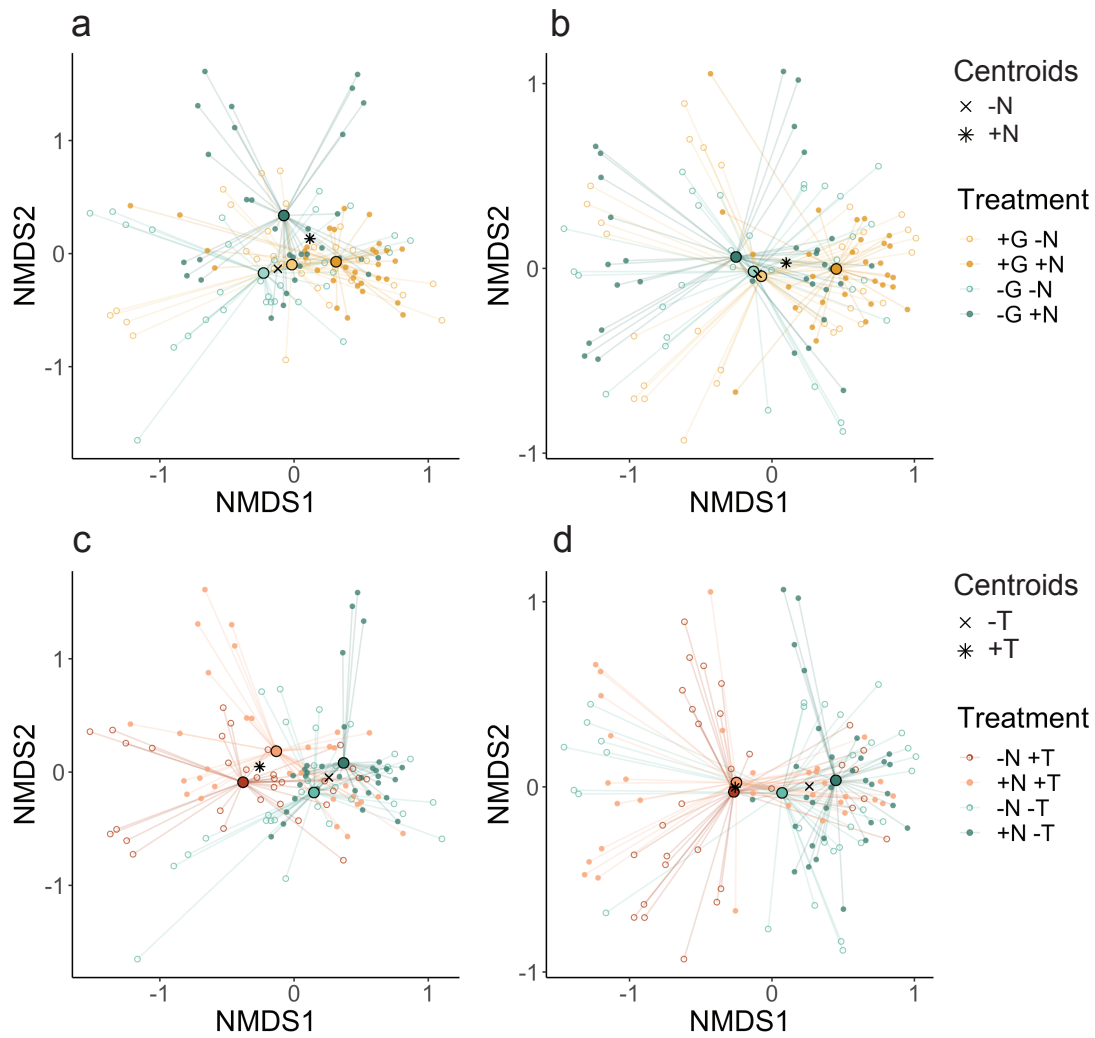 a
b
1
0
-1
NMDS2
-1
0
1
NMDS1
1
0
-1
NMDS2
-1
0
1
NMDS1
Centroids
-N
+N
Treatment
+G -N
+G +N
-G -N
-G +N
c
d
1
0
-1
NMDS2
-1
0
1
NMDS1
1
0
-1
NMDS2
-1
0
1
NMDS1
Centroids
-T
+T
Treatment
-N +T
+N +T
-N -T
+N -T